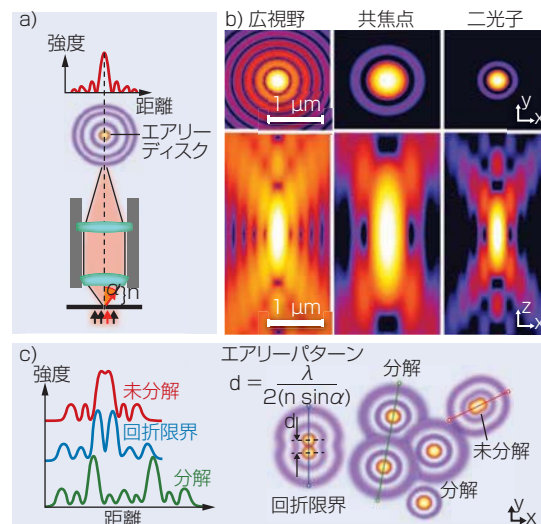 a)
強度
距離
エアリー
ディスク
α
n
b) 広視野 共焦点 二光子
1 μm
y
x
1 μm
z
x
c)
強度
未分解
回折限界
分解
距離
エアリーパターン
d = λ
2(n sinα)
d
回折限界
分解
未分解
分解
y
x